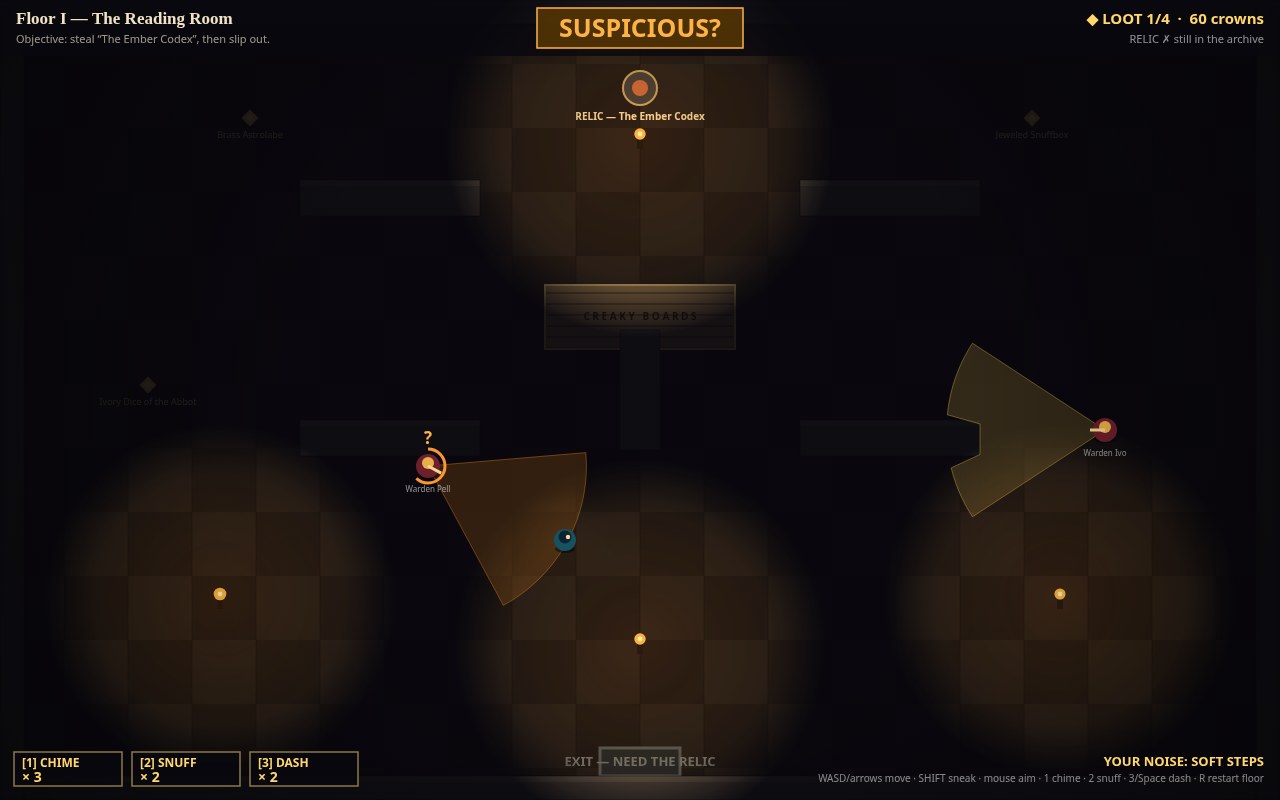 Floor I — The Reading Room
Objective: steal “The Ember Codex”, then slip out.
SUSPICIOUS?
◆ LOOT 1/4 · 60 crowns
RELIC ✗ still in the archive
RELIC — The Ember Codex
Brass Astrolabe
Jeweled Snuffbox
CREAKY BOARDS
Ivory Dice of the Abbot
?
Warden Pell
Warden Ivo
[1] CHIME
× 3
[2] SNUFF
× 2
[3] DASH
× 2
EXIT — NEED THE RELIC
YOUR NOISE: SOFT STEPS
WASD/arrows move · SHIFT sneak · mouse aim · 1 chime · 2 snuff · 3/Space dash · R restart floor